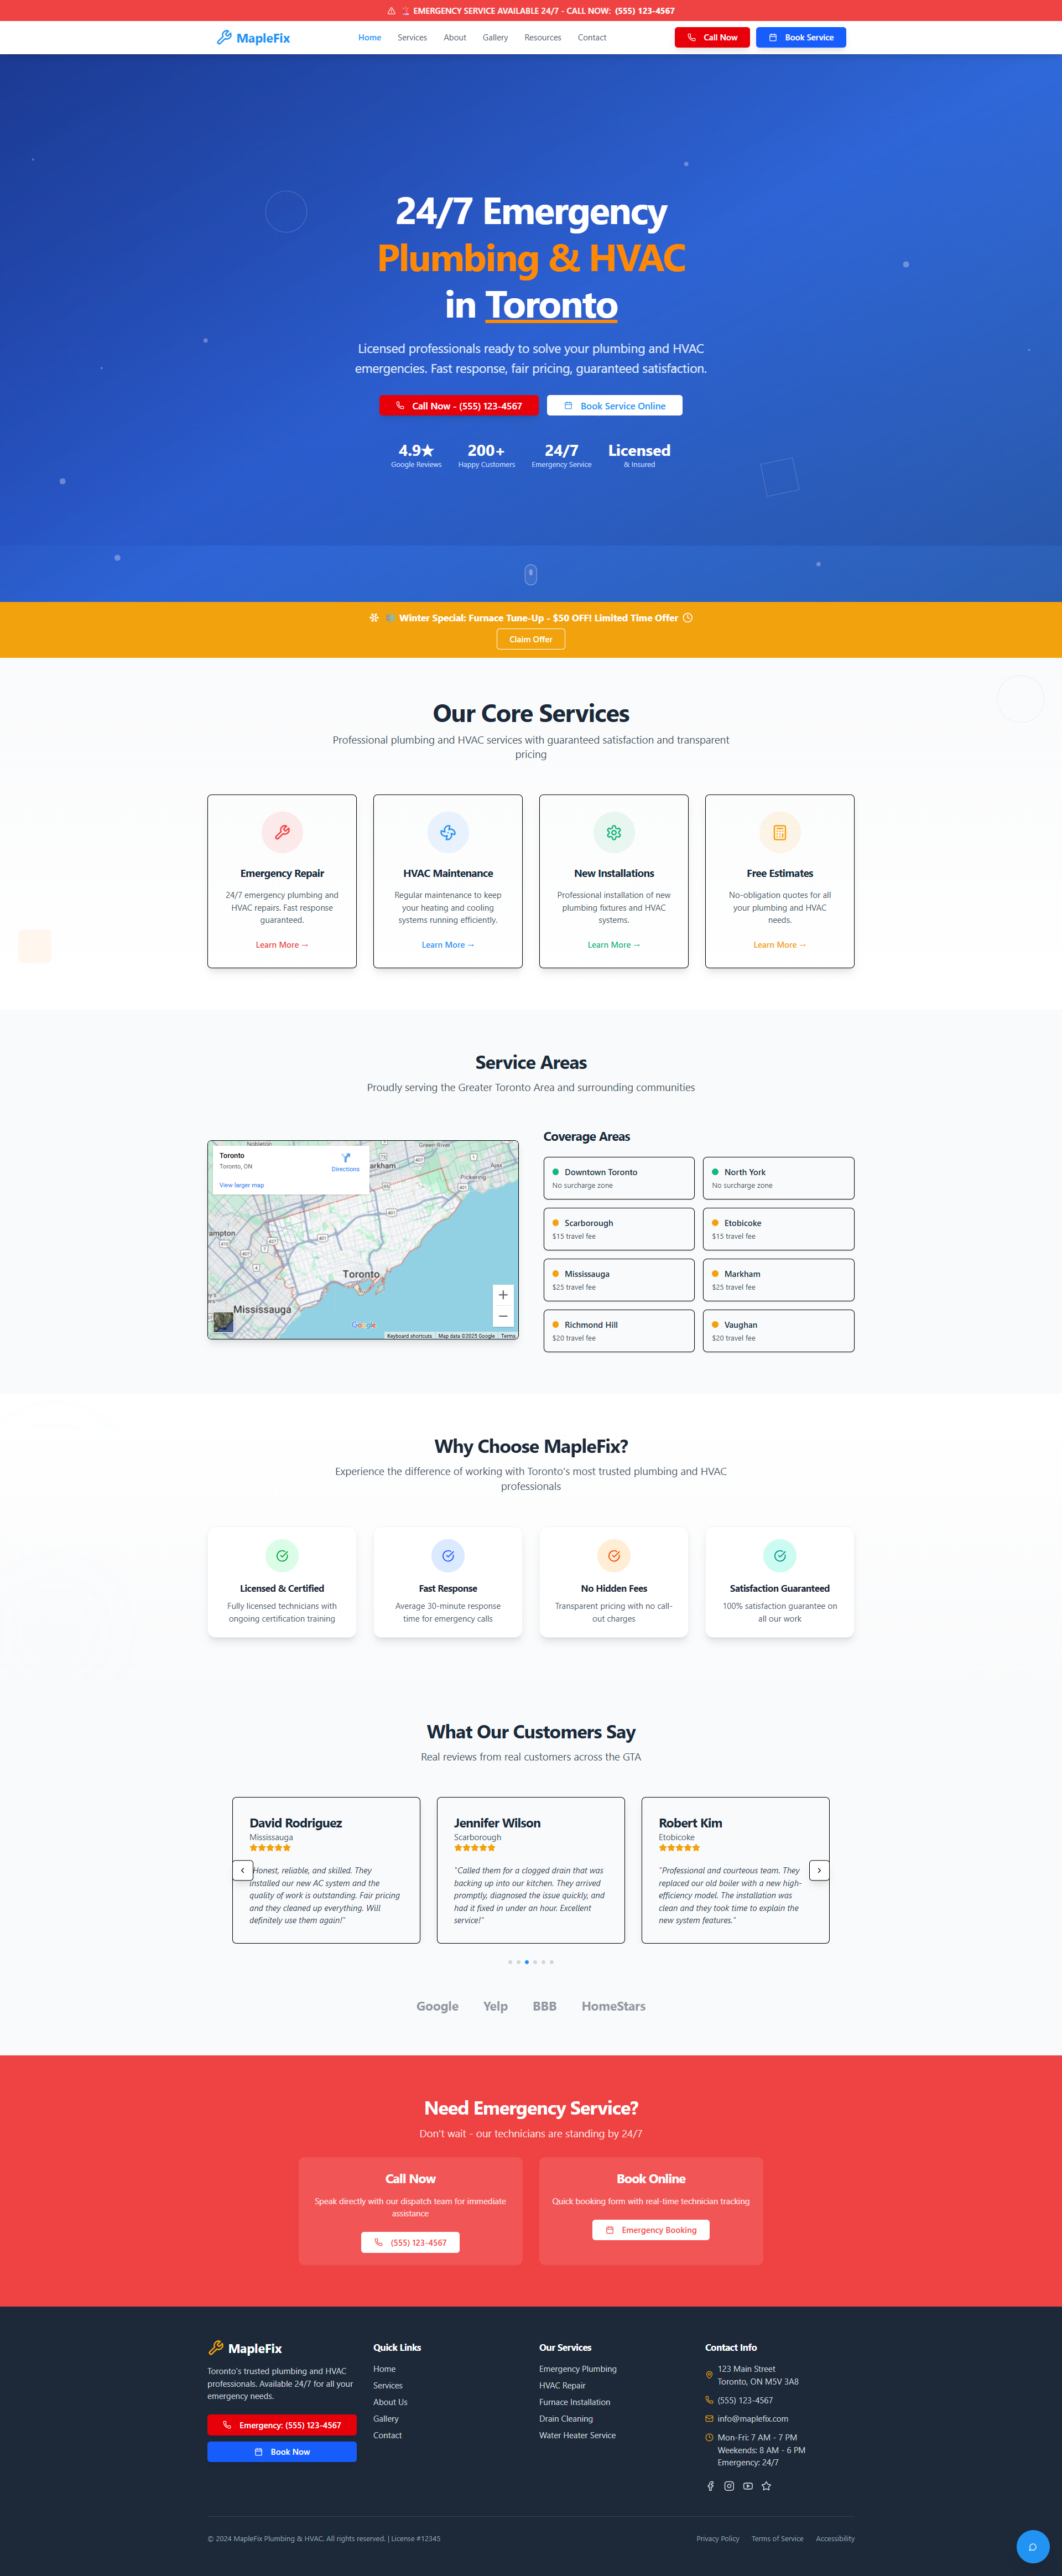 EMERGENCY SERVICE AVAILABLE 24/7 - CALL NOW: (555) 123-4567
MapleFix
Home Services About Gallery Resources Contact
Call Now
Book Service
24/7 Emergency
Plumbing & HVAC
in Toronto
Licensed professionals ready to solve your plumbing and HVAC
emergencies. Fast response, fair pricing, guaranteed satisfaction.
Call Now - (555) 123-4567
Book Service Online
4.9★ 200+ 24/7 Licensed
Google Reviews Happy Customers Emergency Service & Insured
Winter Special: Furnace Tune-Up - $50 OFF! Limited Time Offer
Claim Offer
Our Core Services
Professional plumbing and HVAC services with guaranteed satisfaction and transparent
pricing
Emergency Repair
24/7 emergency plumbing and
HVAC repairs. Fast response
guaranteed.
Learn More →
HVAC Maintenance
Regular maintenance to keep
your heating and cooling
systems running efficiently.
Learn More →
New Installations
Professional installation of new
plumbing fixtures and HVAC
systems.
Learn More →
Free Estimates
No-obligation quotes for all
your plumbing and HVAC
needs.
Learn More →
Service Areas
Proudly serving the Greater Toronto Area and surrounding communities
Toronto
Toronto, ON
Directions
View larger map
Green River
Ajax
Pickering
arkham
ampton
Toronto
Mississauga
Google
Keyboard shortcuts Map data ©2025 Google Terms
Coverage Areas
Downtown Toronto
No surcharge zone
North York
No surcharge zone
Scarborough
$15 travel fee
Etobicoke
$15 travel fee
Mississauga
$25 travel fee
Markham
$25 travel fee
Richmond Hill
$20 travel fee
Vaughan
$20 travel fee
Why Choose MapleFix?
Experience the difference of working with Toronto's most trusted plumbing and HVAC
professionals
Licensed & Certified
Fully licensed technicians with
ongoing certification training
Fast Response
Average 30-minute response
time for emergency calls
No Hidden Fees
Transparent pricing with no call-
out charges
Satisfaction Guaranteed
100% satisfaction guarantee on
all our work
What Our Customers Say
Real reviews from real customers across the GTA
David Rodriguez
Mississauga
Honest, reliable, and skilled. They
installed our new AC system and the
quality of work is outstanding. Fair pricing
and they cleaned up everything. Will
definitely use them again!"
Jennifer Wilson
Scarborough
"Called them for a clogged drain that was
backing up into our kitchen. They arrived
promptly, diagnosed the issue quickly, and
had it fixed in under an hour. Excellent
service!"
Robert Kim
Etobicoke
"Professional and courteous team. They
replaced our old boiler with a new high-
efficiency model. The installation was
clean and they took time to explain the
new system features."
Google Yelp BBB HomeStars
Need Emergency Service?
Don't wait - our technicians are standing by 24/7
Call Now
Speak directly with our dispatch team for immediate
assistance
(555) 123-4567
Book Online
Quick booking form with real-time technician tracking
Emergency Booking
MapleFix
Toronto's trusted plumbing and HVAC
professionals. Available 24/7 for all your
emergency needs.
Emergency: (555) 123-4567
Book Now
Quick Links
Home
Services
About Us
Gallery
Contact
Our Services
Emergency Plumbing
HVAC Repair
Furnace Installation
Drain Cleaning
Water Heater Service
Contact Info
123 Main Street
Toronto, ON M5V 3A8
(555) 123-4567
info@maplefix.com
Mon-Fri: 7 AM - 7 PM
Weekends: 8 AM - 6 PM
Emergency: 24/7
© 2024 MapleFix Plumbing & HVAC. All rights reserved. | License #12345
Privacy Policy Terms of Service Accessibility